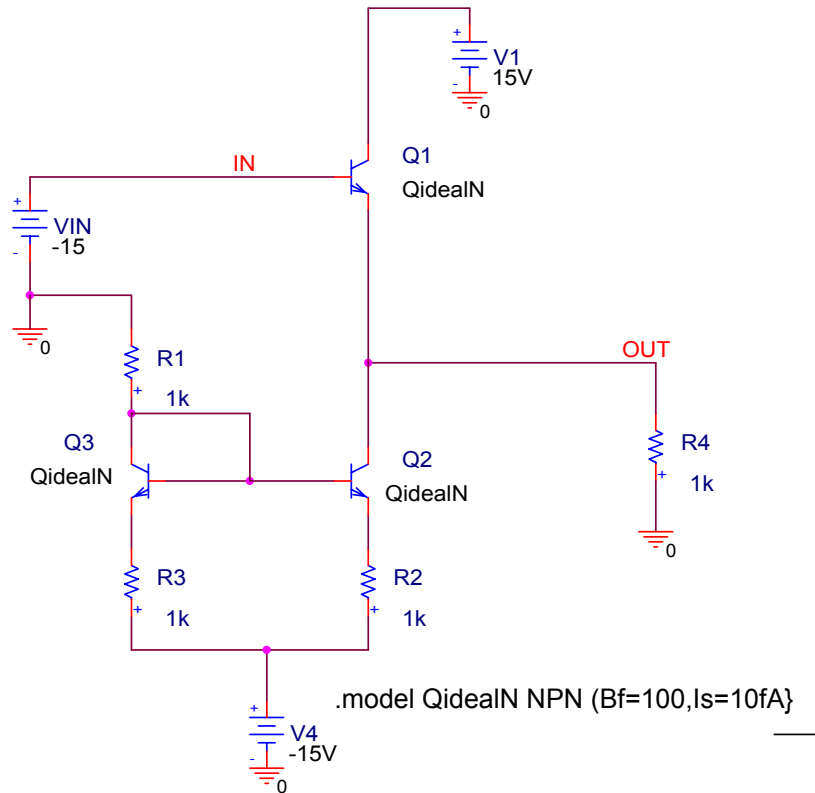 +
V1
15V
-
0
Q1
IN
QidealN
+
VIN
-15
-
0
R1
+
1k
OUT
Q3
QidealN
Q2
QidealN
R4
+
1k
0
R3
+
1k
R2
+
1k
.model QidealN NPN (Bf=100,Is=10fA}
+
V4
-15V
-
0